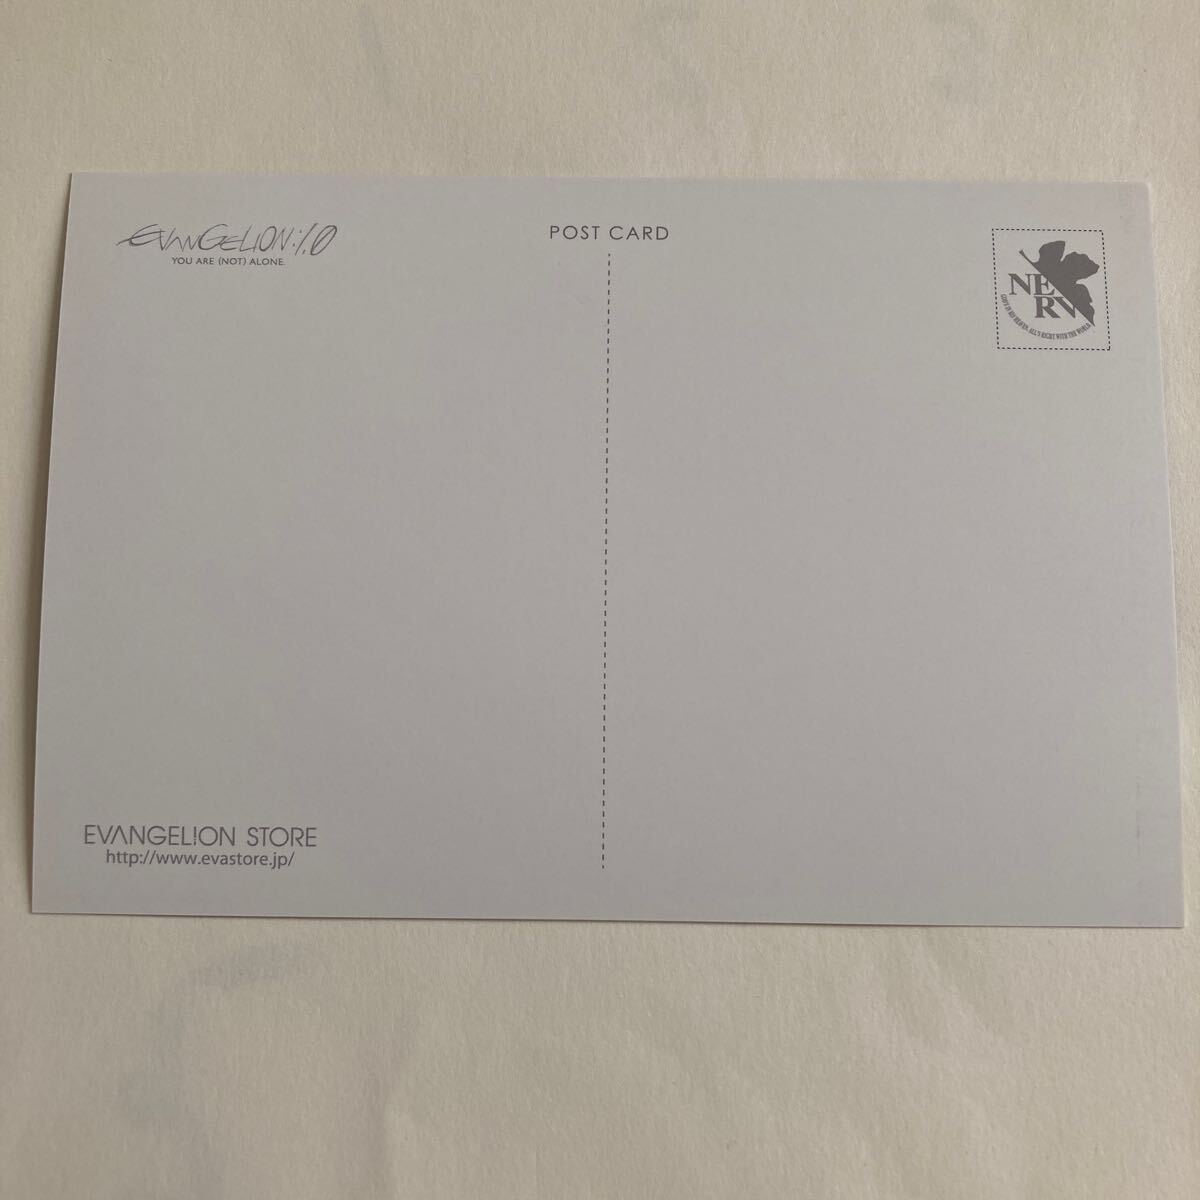 EVANGELION:1.0
YOU ARE (NOT) ALONE.
POST CARD
NERV
GOD'S IN HIS HEAVEN. ALL'S RIGHT WITH THE WORLD.
EVANGELION STORE
http://www.evastore.jp/